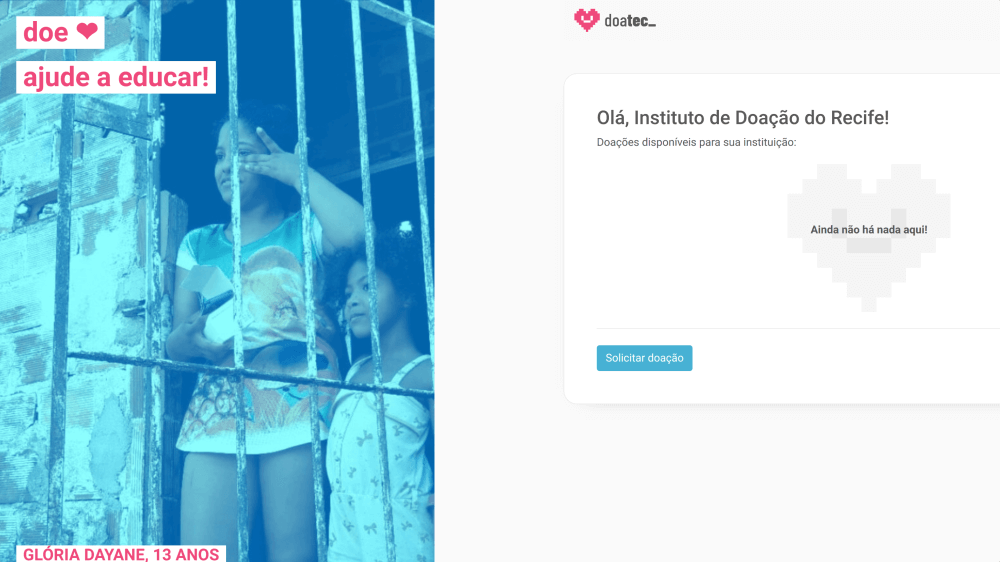 doe ❤
ajude a educar!
GLÓRIA DAYANE, 13 ANOS
doatec_
Olá, Instituto de Doação do Recife!
Doações disponíveis para sua instituição:
Ainda não há nada aqui!
Solicitar doação